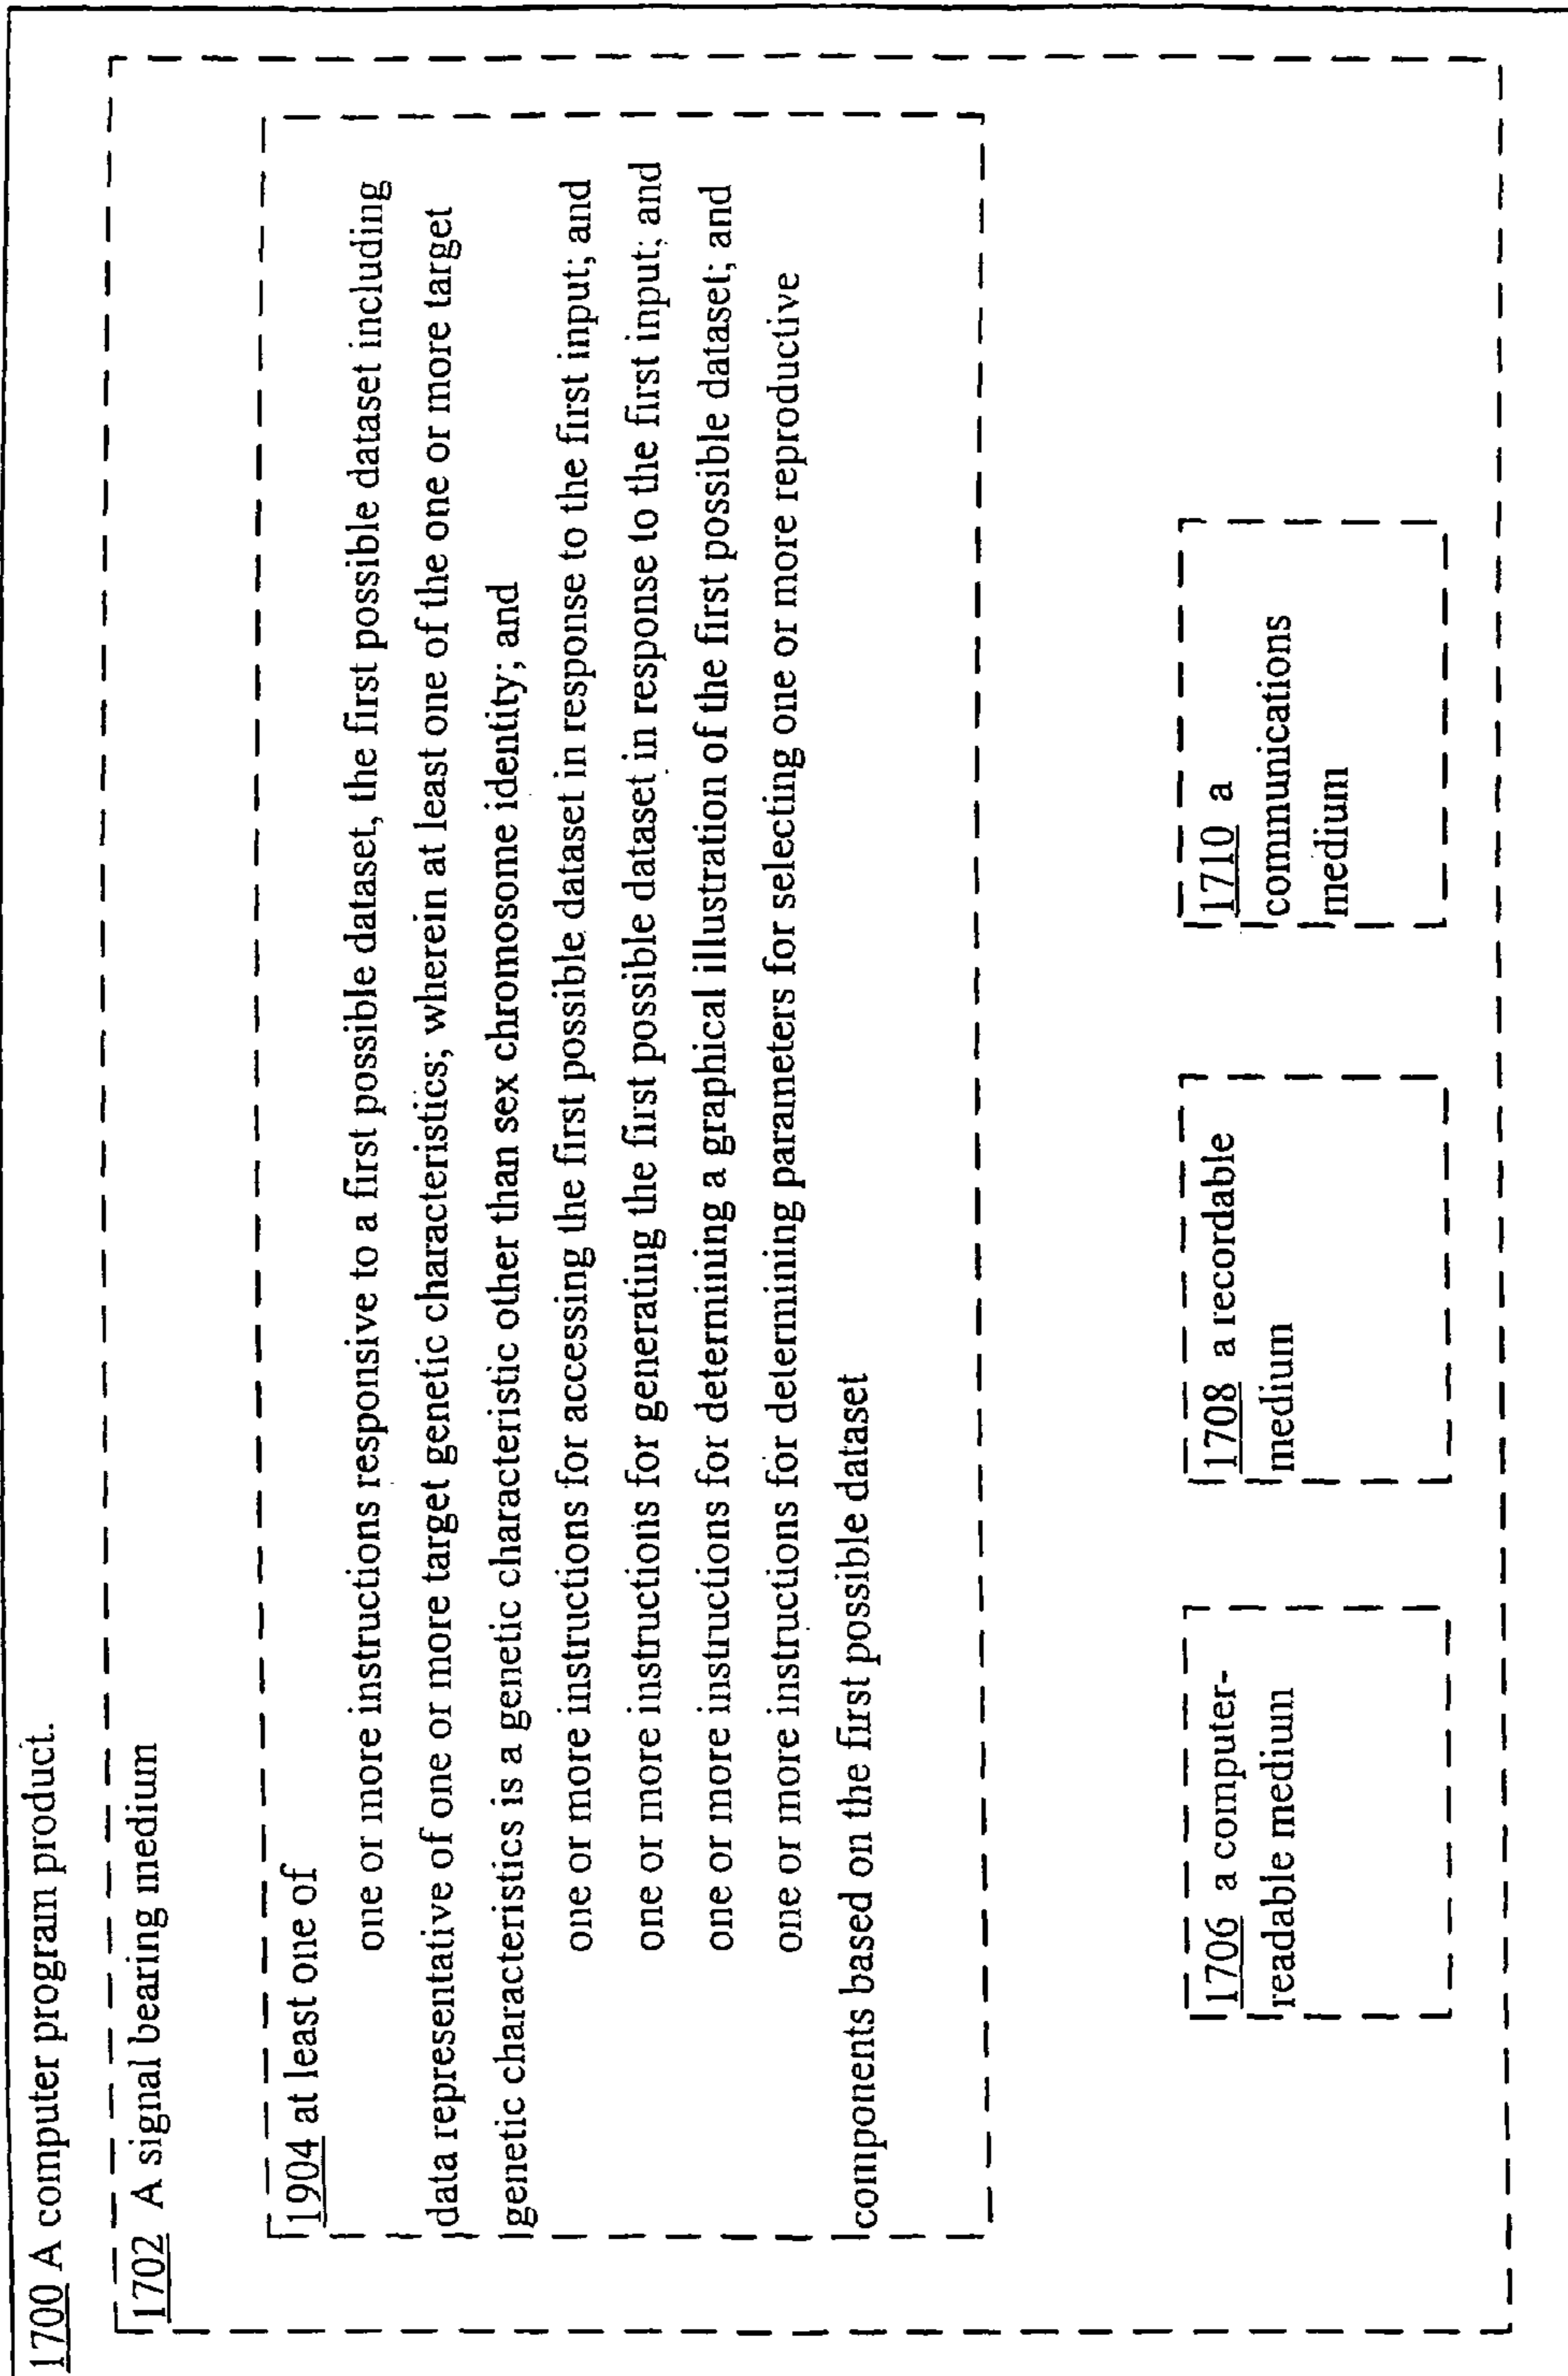 1700 A computer program product.
1702 A signal bearing medium
1904 at least one of
one or more instructions responsive to a first possible dataset, the first possible dataset including
data representative of one or more target genetic characteristics; wherein at least one of the one or more target
genetic characteristics is a genetic characteristic other than sex chromosome identity; and
one or more instructions for accessing the first possible dataset in response to the first input; and
one or more instructions for generating the first possible dataset in response to the first input; and
one or more instructions for determining a graphical illustration of the first possible dataset; and
one or more instructions for determining parameters for selecting one or more reproductive
components based on the first possible dataset
1706 a computer-
readable medium
1708 a recordable
medium
1710 a
communications
medium